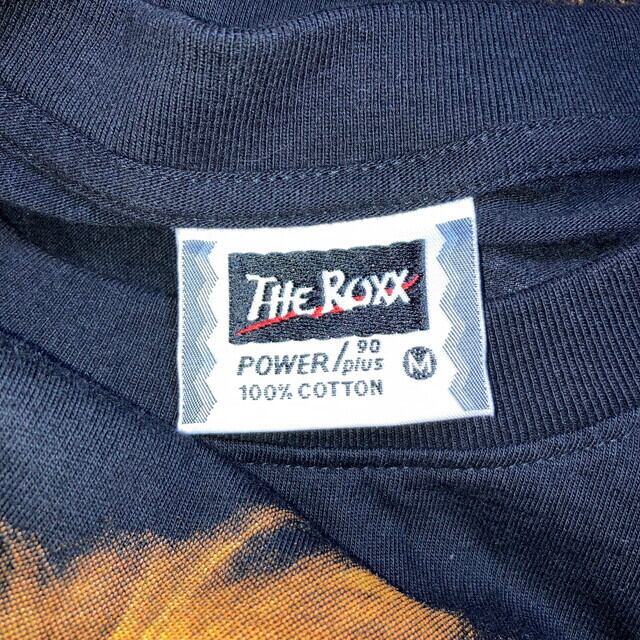 THE ROXX
POWER/90 plus M
100% COTTON